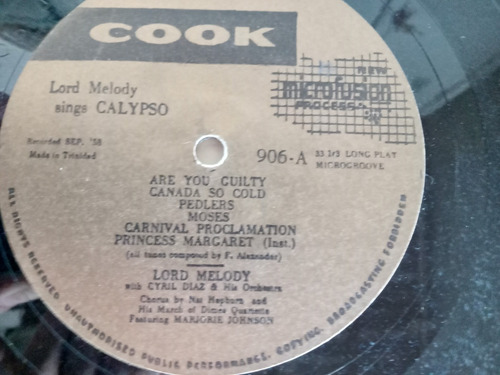 COOK
Lord Melody
sings CALYPSO
NEW
microfusion
PROCESS
Recorded SEP. '58
Made in Trinidad
906-A
33 1/3 LONG PLAY
MICROGROOVE
ARE YOU GUILTY
CANADA SO COLD
PEDLERS
MOSES
CARNIVAL PROCLAMATION
PRINCESS MARGARET (Inst.)
(all tunes composed by F. Alexander)
LORD MELODY
with CYRIL DIAZ & His Orchestra
Chorus by Nat Hepburn and
His March of Dimes Quartette
Featuring MARJORIE JOHNSON
ALL RIGHTS RESERVED. UNAUTHORISED PUBLIC PERFORMANCE, COPYING, BROADCASTING FORBIDDEN